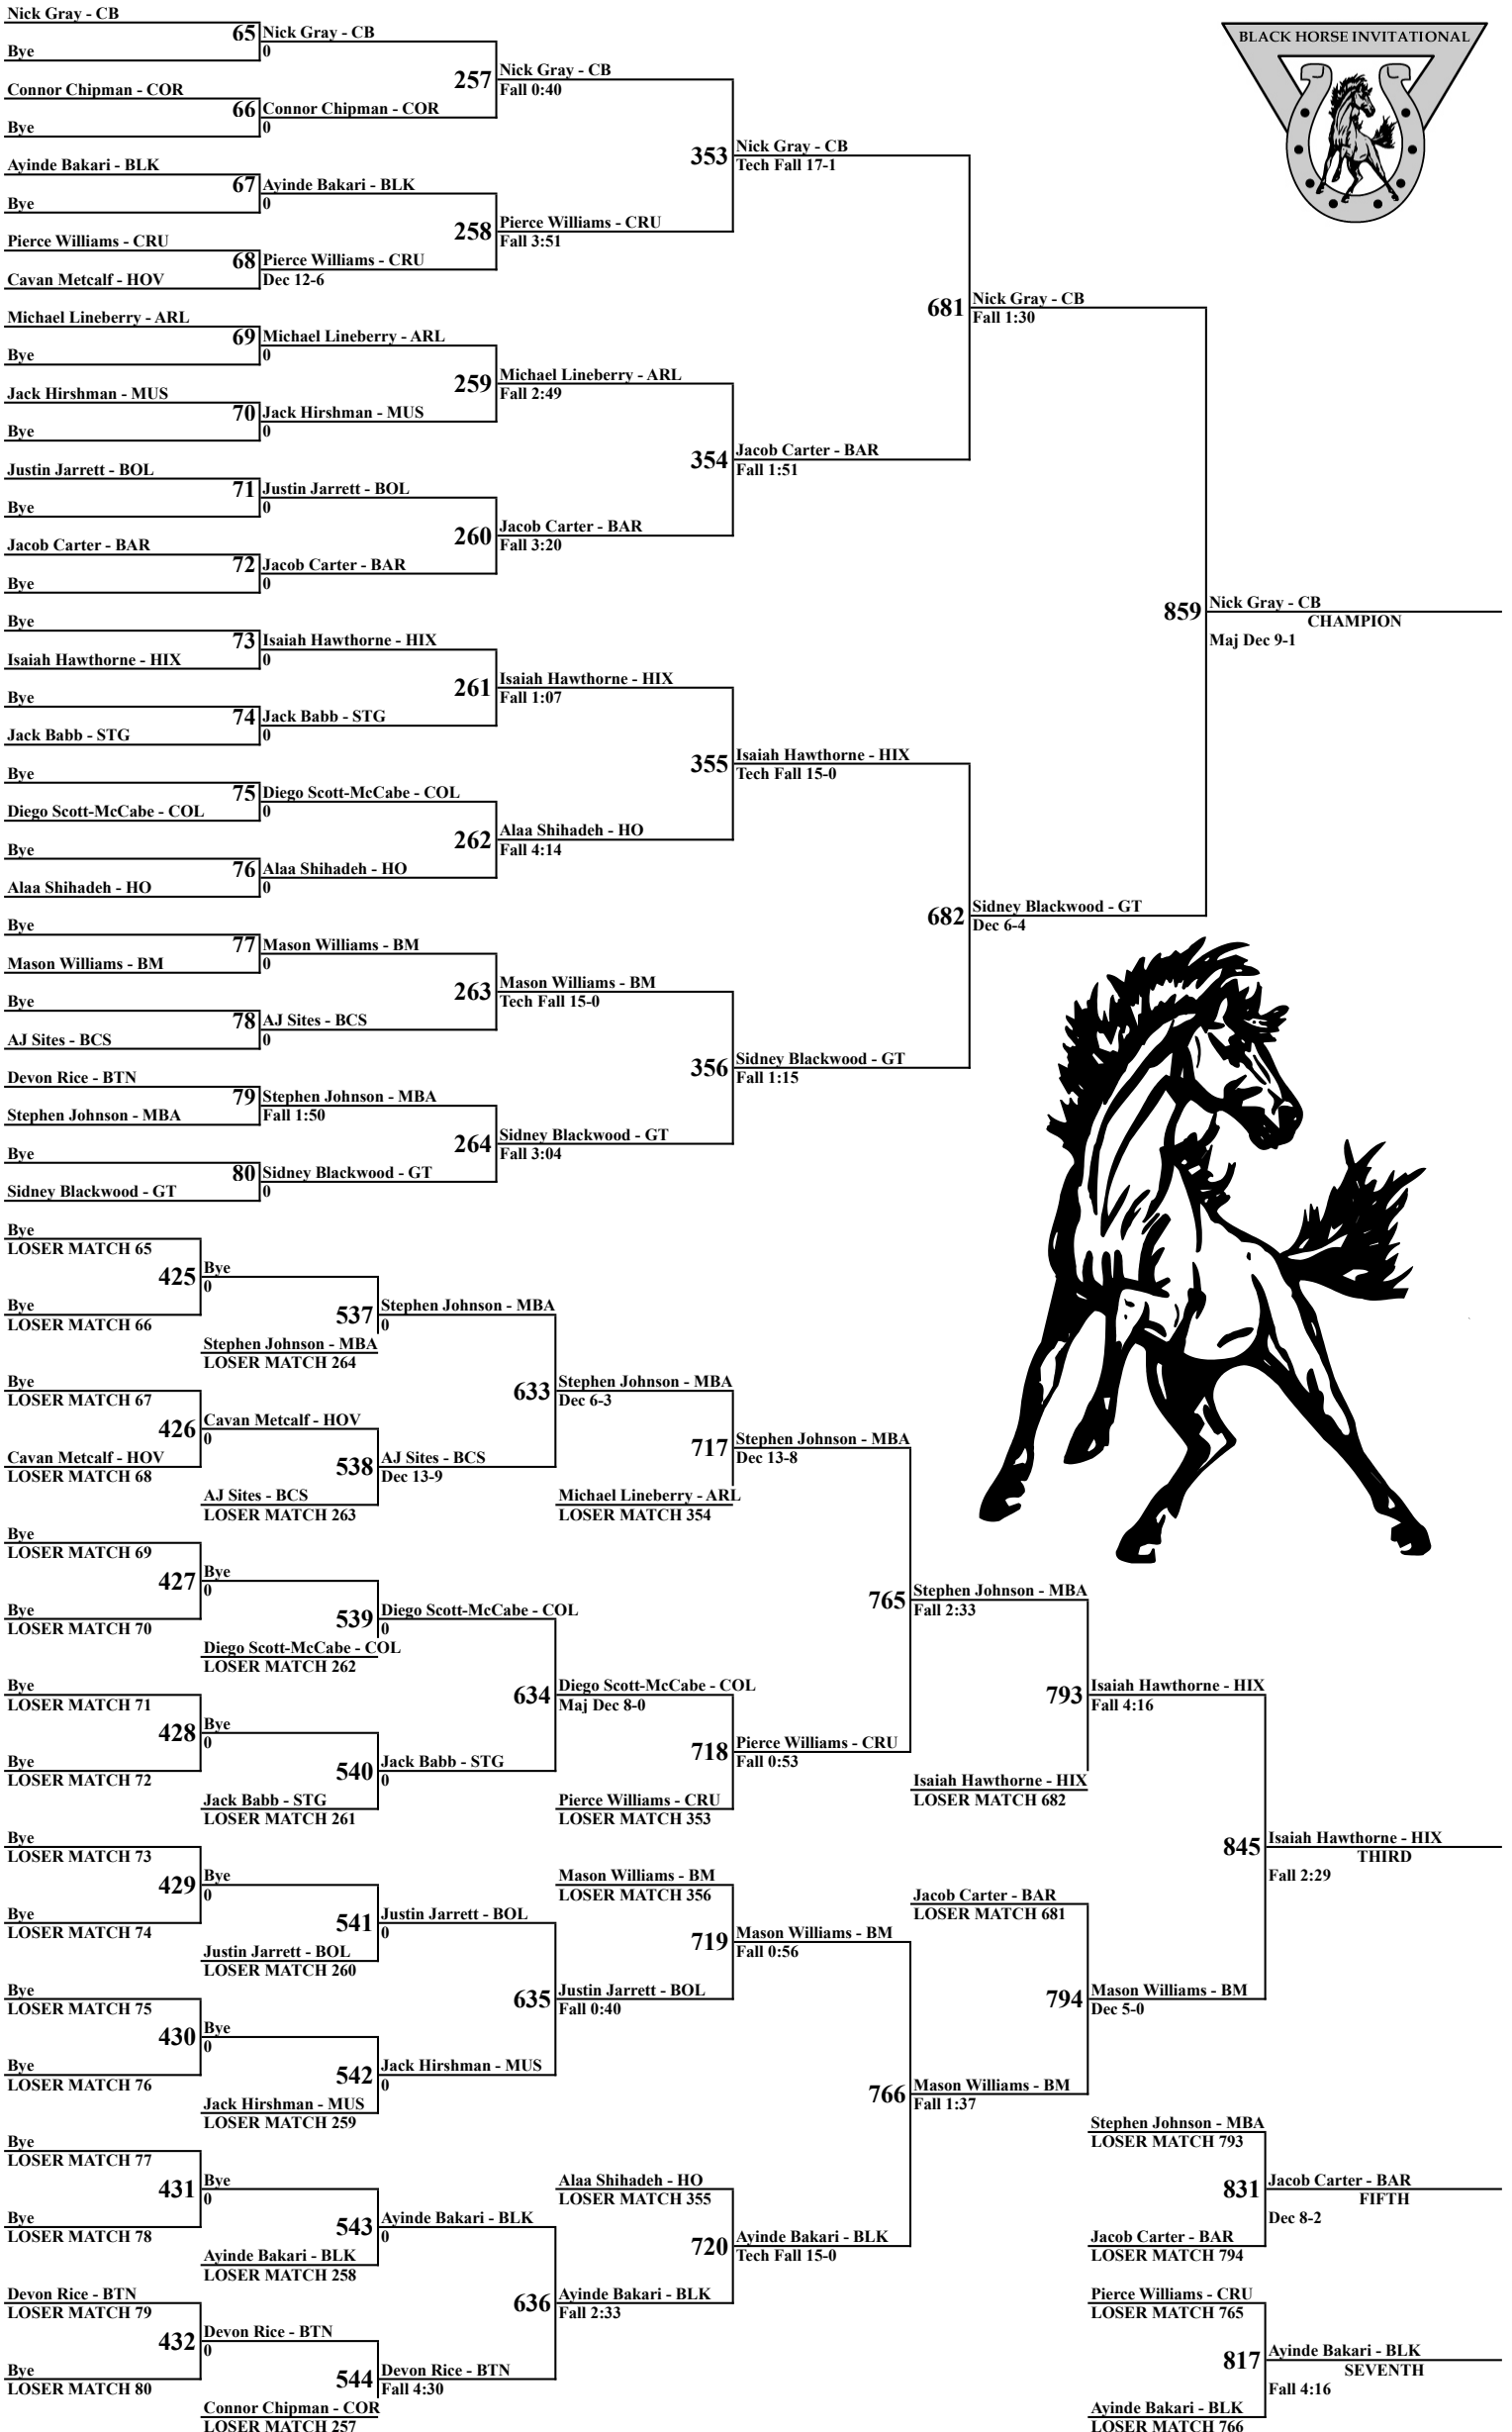 BLACK HORSE INVITATIONAL
Nick Gray - CB
Bye
65
Nick Gray - CB
0
Connor Chipman - COR
Bye
66
Connor Chipman - COR
0
257
Nick Gray - CB
Fall 0:40
Ayinde Bakari - BLK
Bye
67
Ayinde Bakari - BLK
0
Pierce Williams - CRU
Cavan Metcalf - HOV
68
Pierce Williams - CRU
Dec 12-6
258
Pierce Williams - CRU
Fall 3:51
353
Nick Gray - CB
Tech Fall 17-1
Michael Lineberry - ARL
Bye
69
Michael Lineberry - ARL
0
Jack Hirshman - MUS
Bye
70
Jack Hirshman - MUS
0
259
Michael Lineberry - ARL
Fall 2:49
Justin Jarrett - BOL
Bye
71
Justin Jarrett - BOL
0
Jacob Carter - BAR
Bye
72
Jacob Carter - BAR
0
260
Jacob Carter - BAR
Fall 3:20
354
Jacob Carter - BAR
Fall 1:51
681
Nick Gray - CB
Fall 1:30
Bye
Isaiah Hawthorne - HIX
73
Isaiah Hawthorne - HIX
0
Bye
Jack Babb - STG
74
Jack Babb - STG
0
261
Isaiah Hawthorne - HIX
Fall 1:07
Bye
Diego Scott-McCabe - COL
75
Diego Scott-McCabe - COL
0
Bye
Alaa Shihadeh - HO
76
Alaa Shihadeh - HO
0
262
Alaa Shihadeh - HO
Fall 4:14
355
Isaiah Hawthorne - HIX
Tech Fall 15-0
Bye
Mason Williams - BM
77
Mason Williams - BM
0
Bye
AJ Sites - BCS
78
AJ Sites - BCS
0
263
Mason Williams - BM
Tech Fall 15-0
Devon Rice - BTN
Stephen Johnson - MBA
79
Stephen Johnson - MBA
Fall 1:50
Bye
Sidney Blackwood - GT
80
Sidney Blackwood - GT
0
264
Sidney Blackwood - GT
Fall 3:04
356
Sidney Blackwood - GT
Fall 1:15
682
Sidney Blackwood - GT
Dec 6-4
859
Nick Gray - CB
CHAMPION
Maj Dec 9-1
Bye
LOSER MATCH 65
Bye
LOSER MATCH 66
425
Bye
0
Stephen Johnson - MBA
LOSER MATCH 264
537
Stephen Johnson - MBA
0
Bye
LOSER MATCH 67
Cavan Metcalf - HOV
LOSER MATCH 68
426
Cavan Metcalf - HOV
0
AJ Sites - BCS
LOSER MATCH 263
538
AJ Sites - BCS
Dec 13-9
633
Stephen Johnson - MBA
Dec 6-3
Michael Lineberry - ARL
LOSER MATCH 354
717
Stephen Johnson - MBA
Dec 13-8
Bye
LOSER MATCH 69
Bye
LOSER MATCH 70
427
Bye
0
Diego Scott-McCabe - COL
LOSER MATCH 262
539
Diego Scott-McCabe - COL
0
Bye
LOSER MATCH 71
Bye
LOSER MATCH 72
428
Bye
0
Jack Babb - STG
LOSER MATCH 261
540
Jack Babb - STG
0
634
Diego Scott-McCabe - COL
Maj Dec 8-0
Pierce Williams - CRU
LOSER MATCH 353
718
Pierce Williams - CRU
Fall 0:53
765
Stephen Johnson - MBA
Fall 2:33
Isaiah Hawthorne - HIX
LOSER MATCH 682
793
Isaiah Hawthorne - HIX
Fall 4:16
Bye
LOSER MATCH 73
Bye
LOSER MATCH 74
429
Bye
0
Justin Jarrett - BOL
LOSER MATCH 260
541
Justin Jarrett - BOL
0
Bye
LOSER MATCH 75
Bye
LOSER MATCH 76
430
Bye
0
Jack Hirshman - MUS
LOSER MATCH 259
542
Jack Hirshman - MUS
0
635
Justin Jarrett - BOL
Fall 0:40
Mason Williams - BM
LOSER MATCH 356
719
Mason Williams - BM
Fall 0:56
Bye
LOSER MATCH 77
Bye
LOSER MATCH 78
431
Bye
0
Ayinde Bakari - BLK
LOSER MATCH 258
543
Ayinde Bakari - BLK
0
Devon Rice - BTN
LOSER MATCH 79
Bye
LOSER MATCH 80
432
Devon Rice - BTN
0
Connor Chipman - COR
LOSER MATCH 257
544
Devon Rice - BTN
Fall 4:30
636
Ayinde Bakari - BLK
Fall 2:33
Alaa Shihadeh - HO
LOSER MATCH 355
720
Ayinde Bakari - BLK
Tech Fall 15-0
766
Mason Williams - BM
Fall 1:37
Jacob Carter - BAR
LOSER MATCH 681
794
Mason Williams - BM
Dec 5-0
845
Isaiah Hawthorne - HIX
THIRD
Fall 2:29
Stephen Johnson - MBA
LOSER MATCH 793
Jacob Carter - BAR
LOSER MATCH 794
831
Jacob Carter - BAR
FIFTH
Dec 8-2
Pierce Williams - CRU
LOSER MATCH 765
Ayinde Bakari - BLK
LOSER MATCH 766
817
Ayinde Bakari - BLK
SEVENTH
Fall 4:16